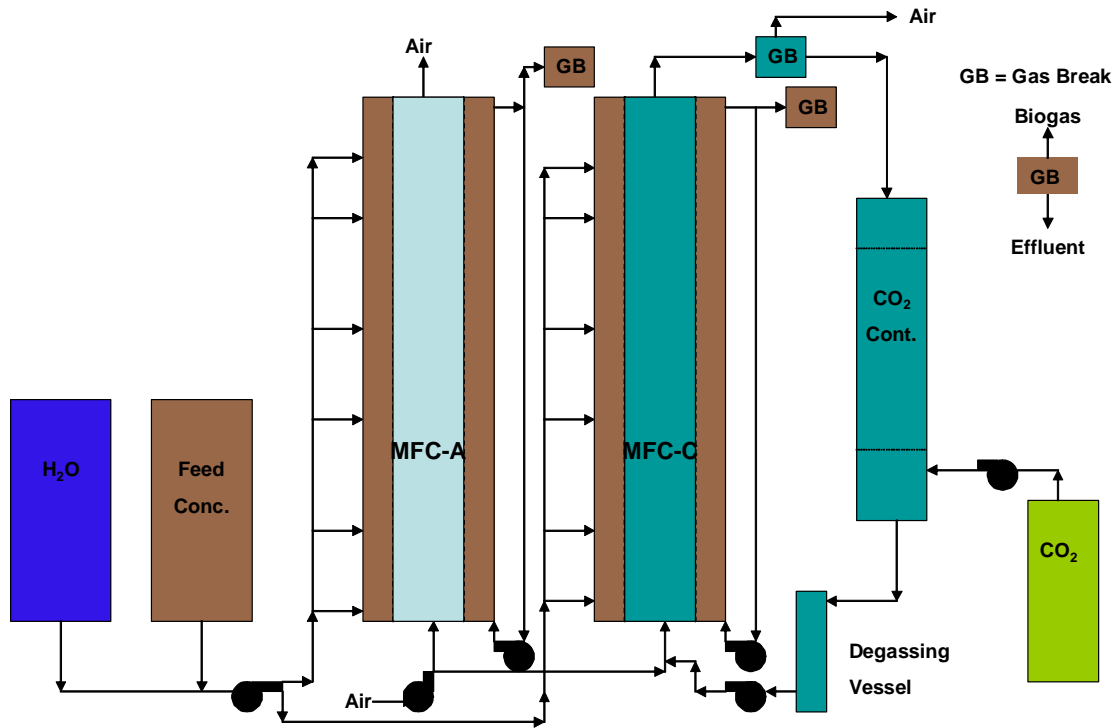 Air
Air
GB
GB
GB = Gas Break
GB
Biogas
GB
Effluent
CO₂
Cont.
MFC-A
MFC-C
H₂O
Feed
Conc.
CO₂
Degassing
Vessel
Air